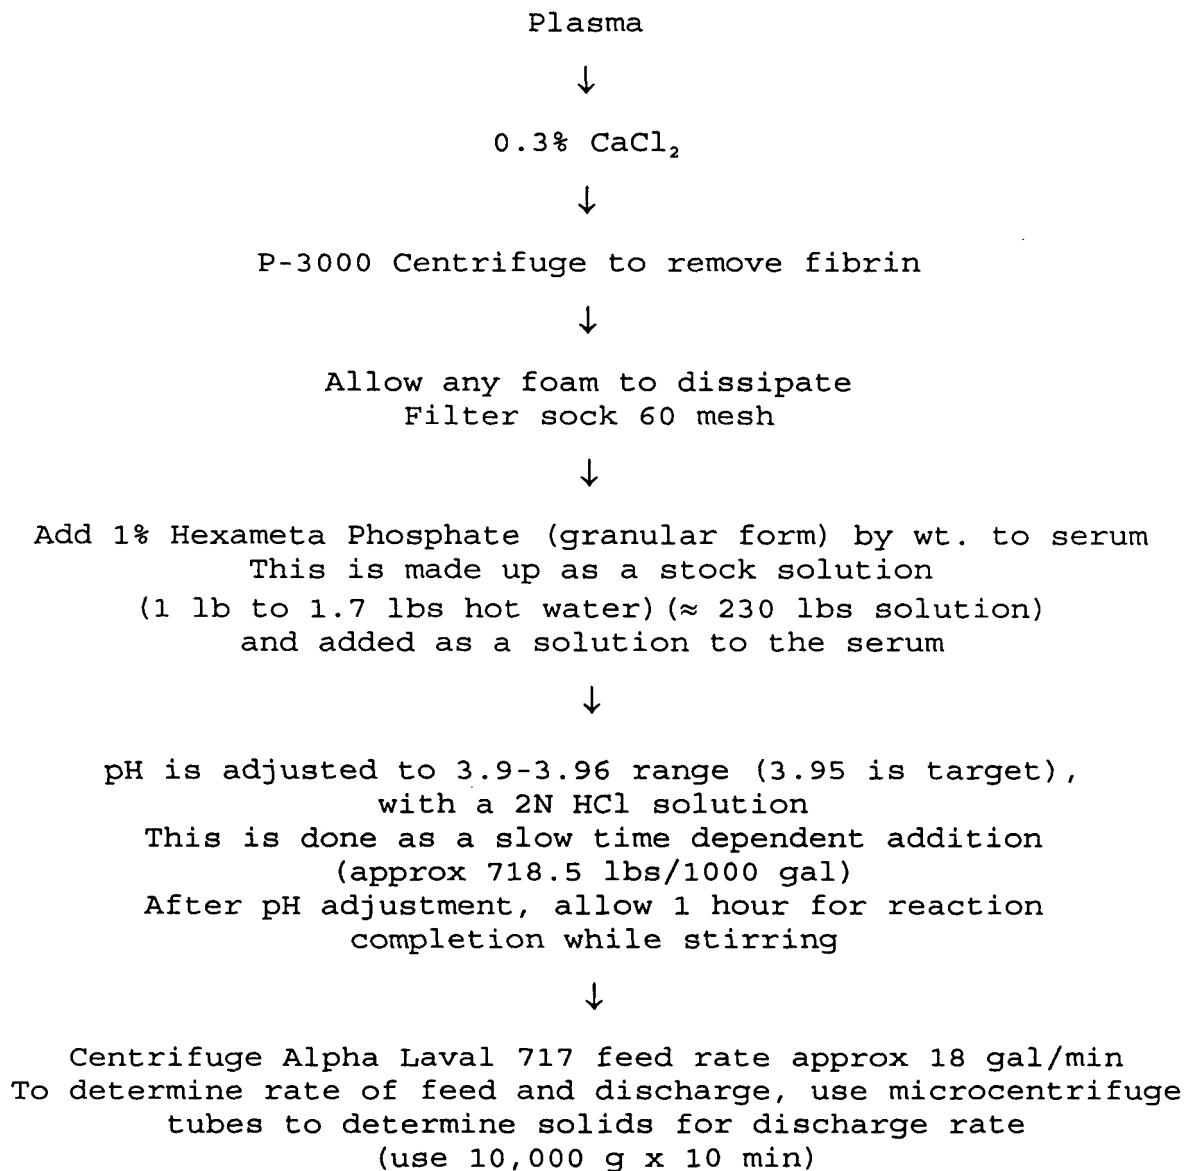 Plasma
↓
0.3% CaCl₂
↓
P-3000 Centrifuge to remove fibrin
↓
Allow any foam to dissipate
Filter sock 60 mesh
↓
Add 1% Hexameta Phosphate (granular form) by wt. to serum
This is made up as a stock solution
(1 lb to 1.7 lbs hot water)(≈ 230 lbs solution)
and added as a solution to the serum
↓
pH is adjusted to 3.9-3.96 range (3.95 is target),
with a 2N HCl solution
This is done as a slow time dependent addition
(approx 718.5 lbs/1000 gal)
After pH adjustment, allow 1 hour for reaction
completion while stirring
↓
Centrifuge Alpha Laval 717 feed rate approx 18 gal/min
To determine rate of feed and discharge, use microcentrifuge
tubes to determine solids for discharge rate
(use 10,000 g x 10 min)